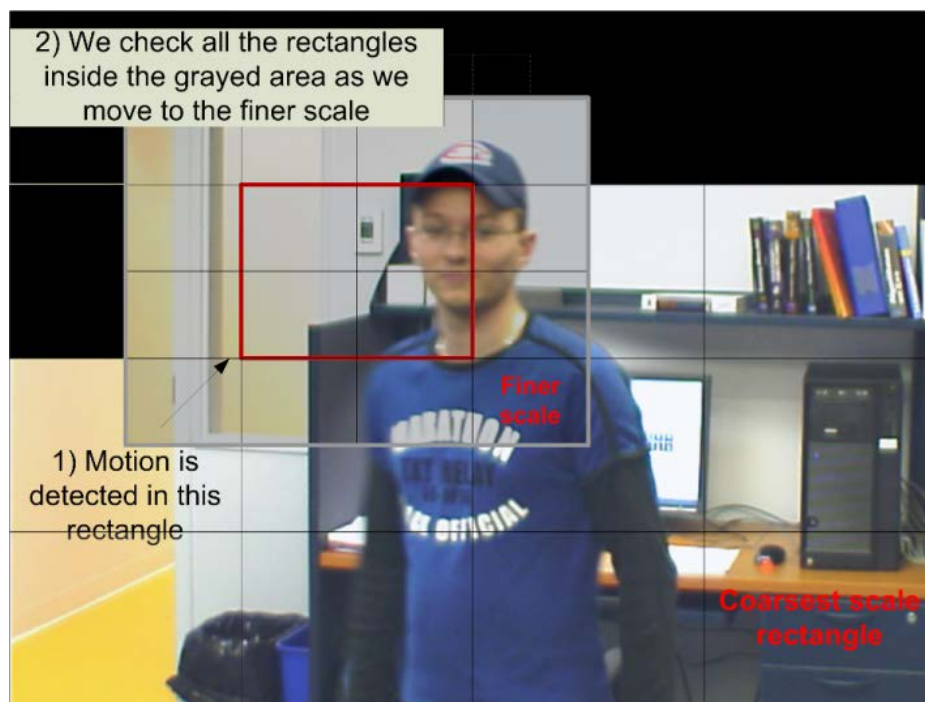 2) We check all the rectangles
inside the grayed area as we
move to the finer scale
Finer
scale
MARATHON
OFFICIAL
1) Motion is
detected in this
rectangle
Coarsest scale
rectangle